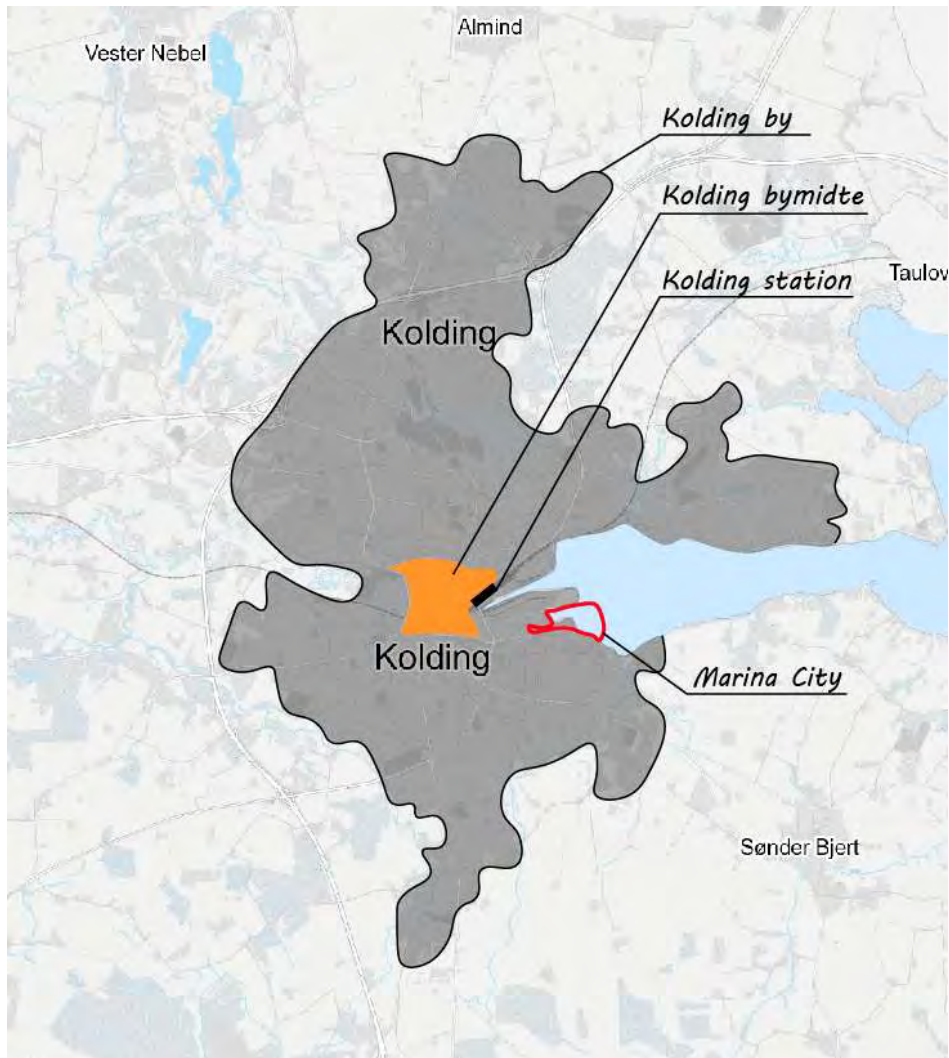 Almind
Vester Nebel
Kolding by
Kolding bymidte
Kolding station
Taulov
Kolding
Kolding
Marina City
Sønder Bjert